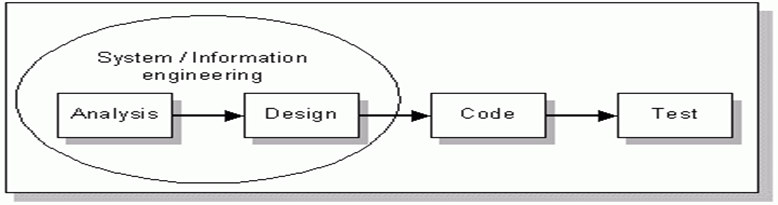 System / Information
engineering
Analysis
Design
Code
Test